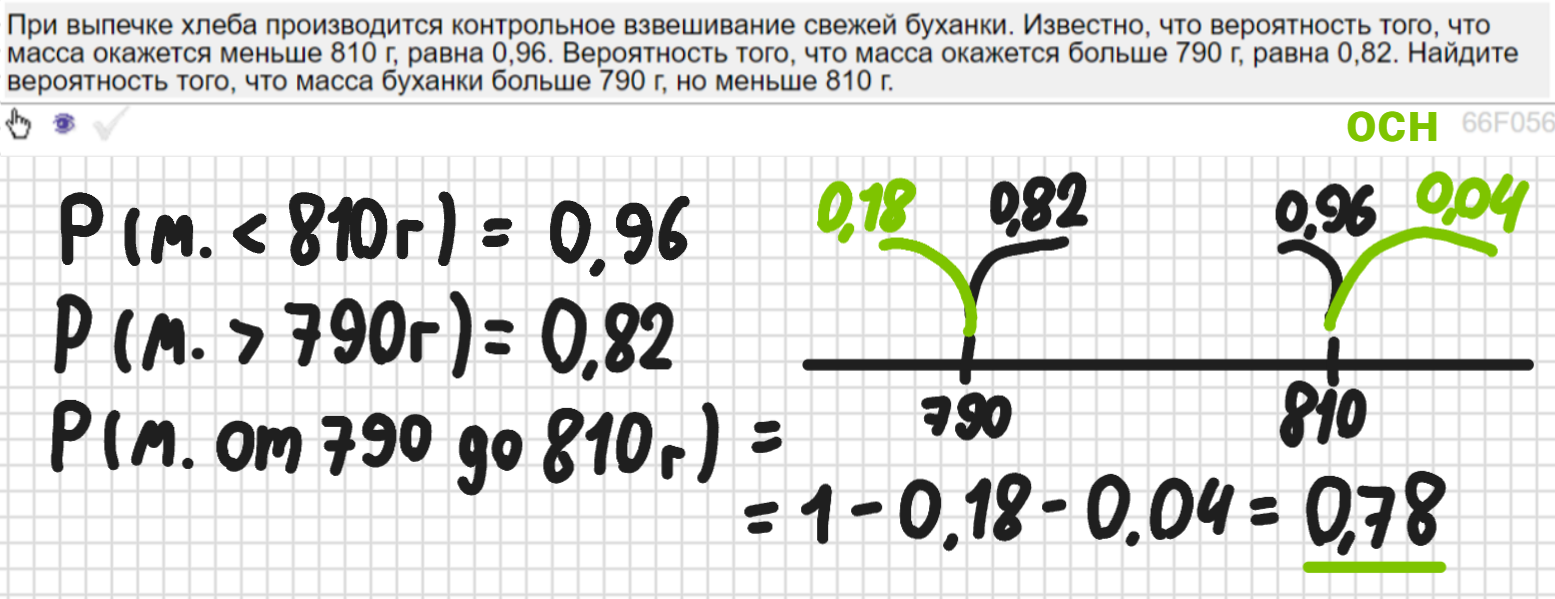 При выпечке хлеба производится контрольное взвешивание свежей буханки. Известно, что вероятность того, что
масса окажется меньше 810 г, равна 0,96. Вероятность того, что масса окажется больше 790 г, равна 0,82. Найдите
вероятность того, что масса буханки больше 790 г, но меньше 810 г.
осн 66F056
P(м. < 810г) = 0,96
0,18 0,82 0,96 0,04
P(м. > 790г) = 0,82
790 810
P(м. от 790 до 810г) =
= 1 - 0,18 - 0.04 = 0,78